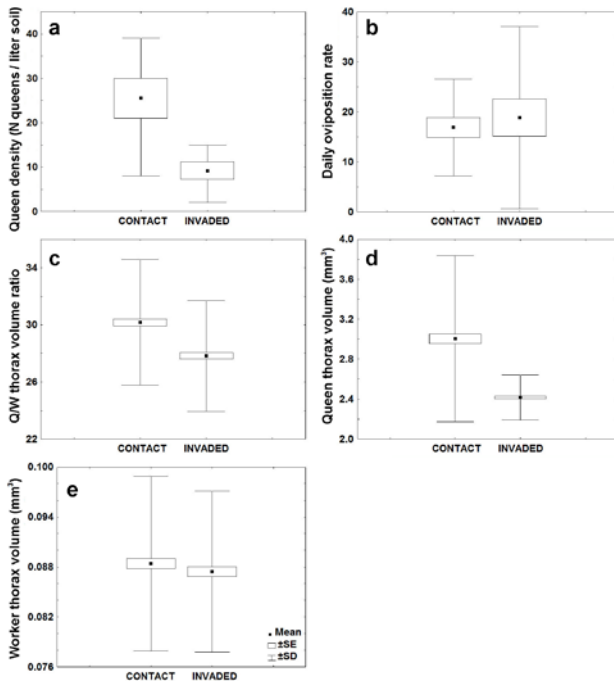 a
Queen density (N queens / liter soil)
40
30
20
10
0
CONTACT INVADED
b
Daily oviposition rate
40
30
20
10
0
CONTACT INVADED
c
Q/W thorax volume ratio
34
30
26
22
CONTACT INVADED
d
Queen thorax volume (mm³)
4.0
3.6
3.2
2.8
2.4
2.0
CONTACT INVADED
e
Worker thorax volume (mm³)
0.100
0.094
0.088
0.082
0.076
CONTACT INVADED
Mean
±SE
±SD